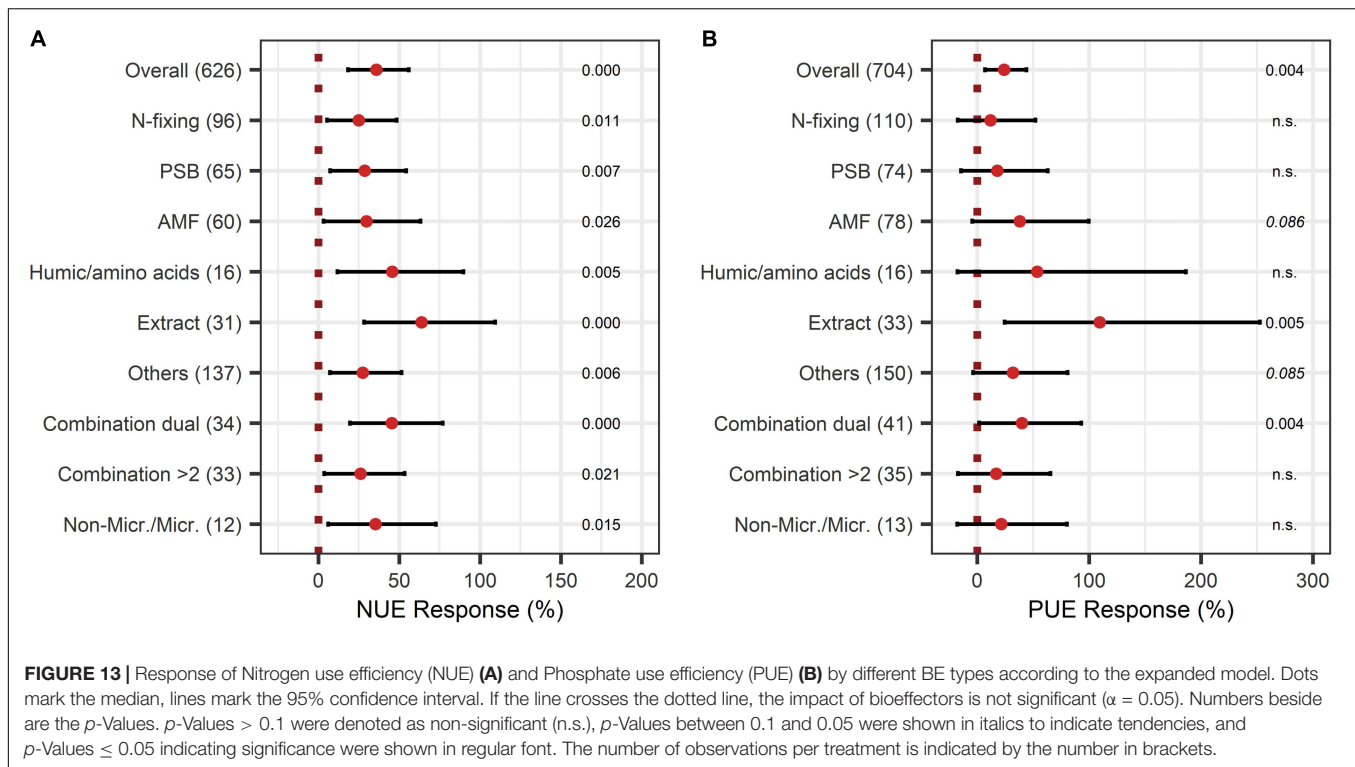 A
Overall (626) 0.000
N-fixing (96) 0.011
PSB (65) 0.007
AMF (60) 0.026
Humic/amino acids (16) 0.005
Extract (31) 0.000
Others (137) 0.006
Combination dual (34) 0.000
Combination >2 (33) 0.021
Non-Micr./Micr. (12) 0.015
0 50 100 150 200
NUE Response (%)
B
Overall (704) 0.004
N-fixing (110) n.s.
PSB (74) n.s.
AMF (78) 0.086
Humic/amino acids (16) n.s.
Extract (33) 0.005
Others (150) 0.085
Combination dual (41) 0.004
Combination >2 (35) n.s.
Non-Micr./Micr. (13) n.s.
0 100 200 300
PUE Response (%)
FIGURE 13 | Response of Nitrogen use efficiency (NUE) (A) and Phosphate use efficiency (PUE) (B) by different BE types according to the expanded model. Dots
mark the median, lines mark the 95% confidence interval. If the line crosses the dotted line, the impact of bioeffectors is not significant (α = 0.05). Numbers beside
are the p-Values. p-Values > 0.1 were denoted as non-significant (n.s.), p-Values between 0.1 and 0.05 were shown in italics to indicate tendencies, and
p-Values ≤ 0.05 indicating significance were shown in regular font. The number of observations per treatment is indicated by the number in brackets.